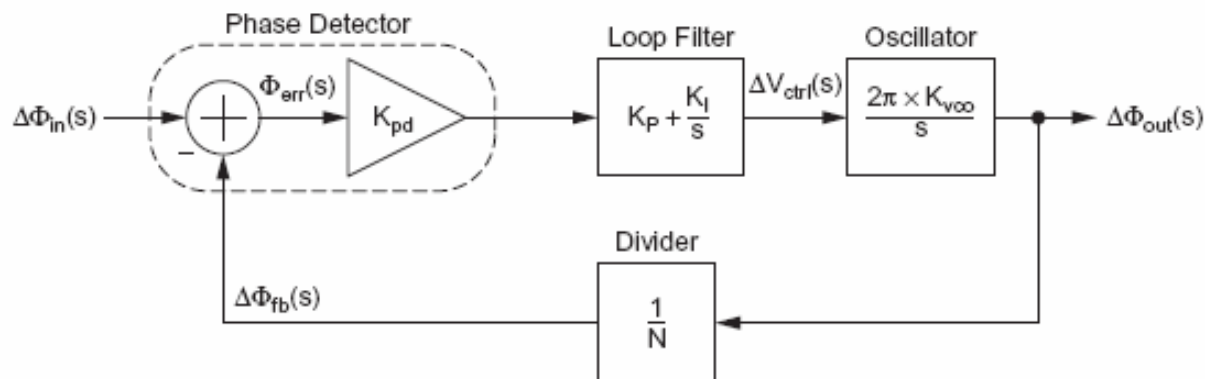 Phase Detector
Loop Filter
Oscillator
ΔΦin(s)
+
−
Φerr(s)
Kpd
KP + KI/s
ΔVctrl(s)
2π × Kvco/s
ΔΦout(s)
Divider
ΔΦfb(s)
1/N